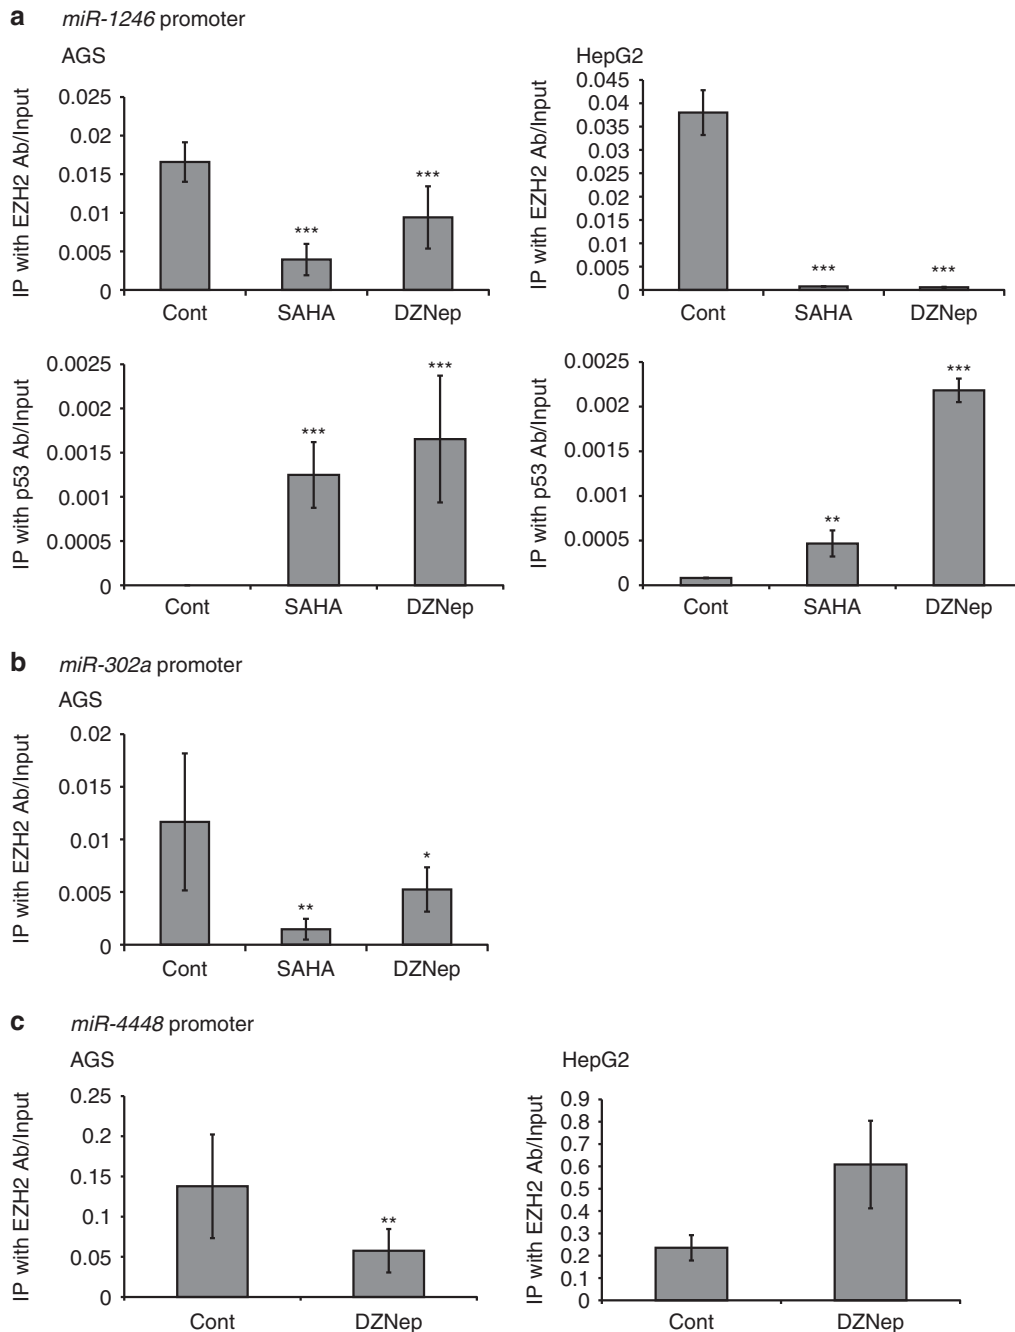 a miR-1246 promoter
AGS
IP with EZH2 Ab/Input
0.025
0.02
0.015
0.01
0.005
0
***
***
Cont SAHA DZNep
HepG2
IP with EZH2 Ab/Input
0.045
0.04
0.035
0.03
0.025
0.02
0.015
0.01
0.005
0
***
***
Cont SAHA DZNep
IP with p53 Ab/Input
0.0025
0.002
0.0015
0.001
0.0005
0
***
***
Cont SAHA DZNep
IP with p53 Ab/Input
0.0025
0.002
0.0015
0.001
0.0005
0
**
***
Cont SAHA DZNep
b miR-302a promoter
AGS
IP with EZH2 Ab/Input
0.02
0.015
0.01
0.005
0
**
*
Cont SAHA DZNep
c miR-4448 promoter
AGS
IP with EZH2 Ab/Input
0.25
0.2
0.15
0.1
0.05
0
**
Cont DZNep
HepG2
IP with EZH2 Ab/Input
0.9
0.8
0.7
0.6
0.5
0.4
0.3
0.2
0.1
0
Cont DZNep